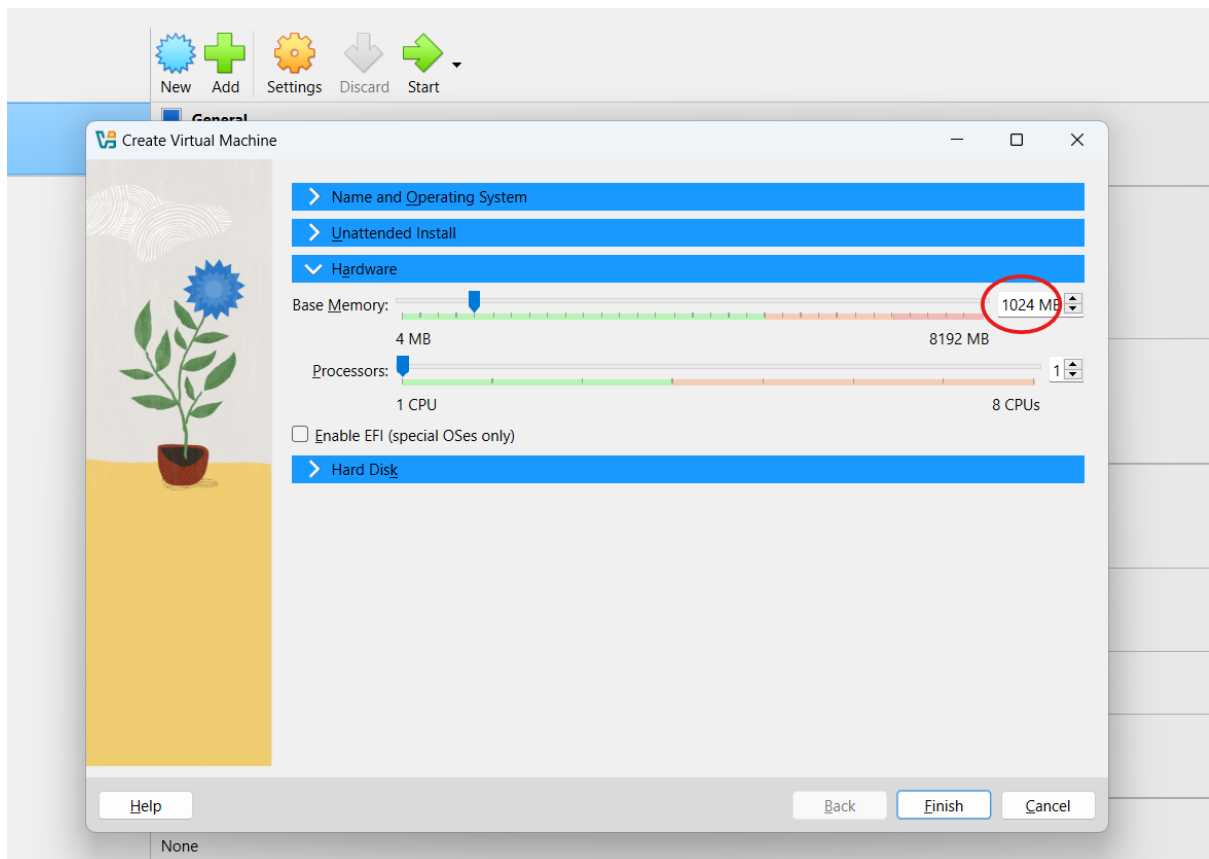 New Add Settings Discard Start
General
Create Virtual Machine
Name and Operating System
Unattended Install
Hardware
Base Memory: 1024 MB
4 MB 8192 MB
Processors: 1
1 CPU 8 CPUs
Enable EFI (special OSes only)
Hard Disk
Help Back Finish Cancel
None